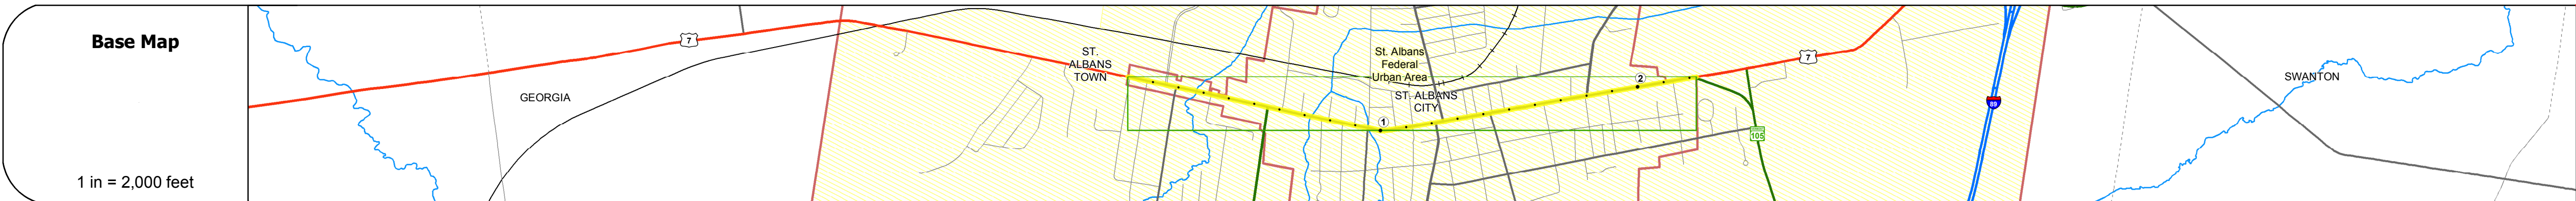 Base Map
1 in = 2,000 feet
7
GEORGIA
ST.
ALBANS
TOWN
St. Albans
Federal
Urban Area
ST. ALBANS
CITY
1
2
7
105
89
SWANTON